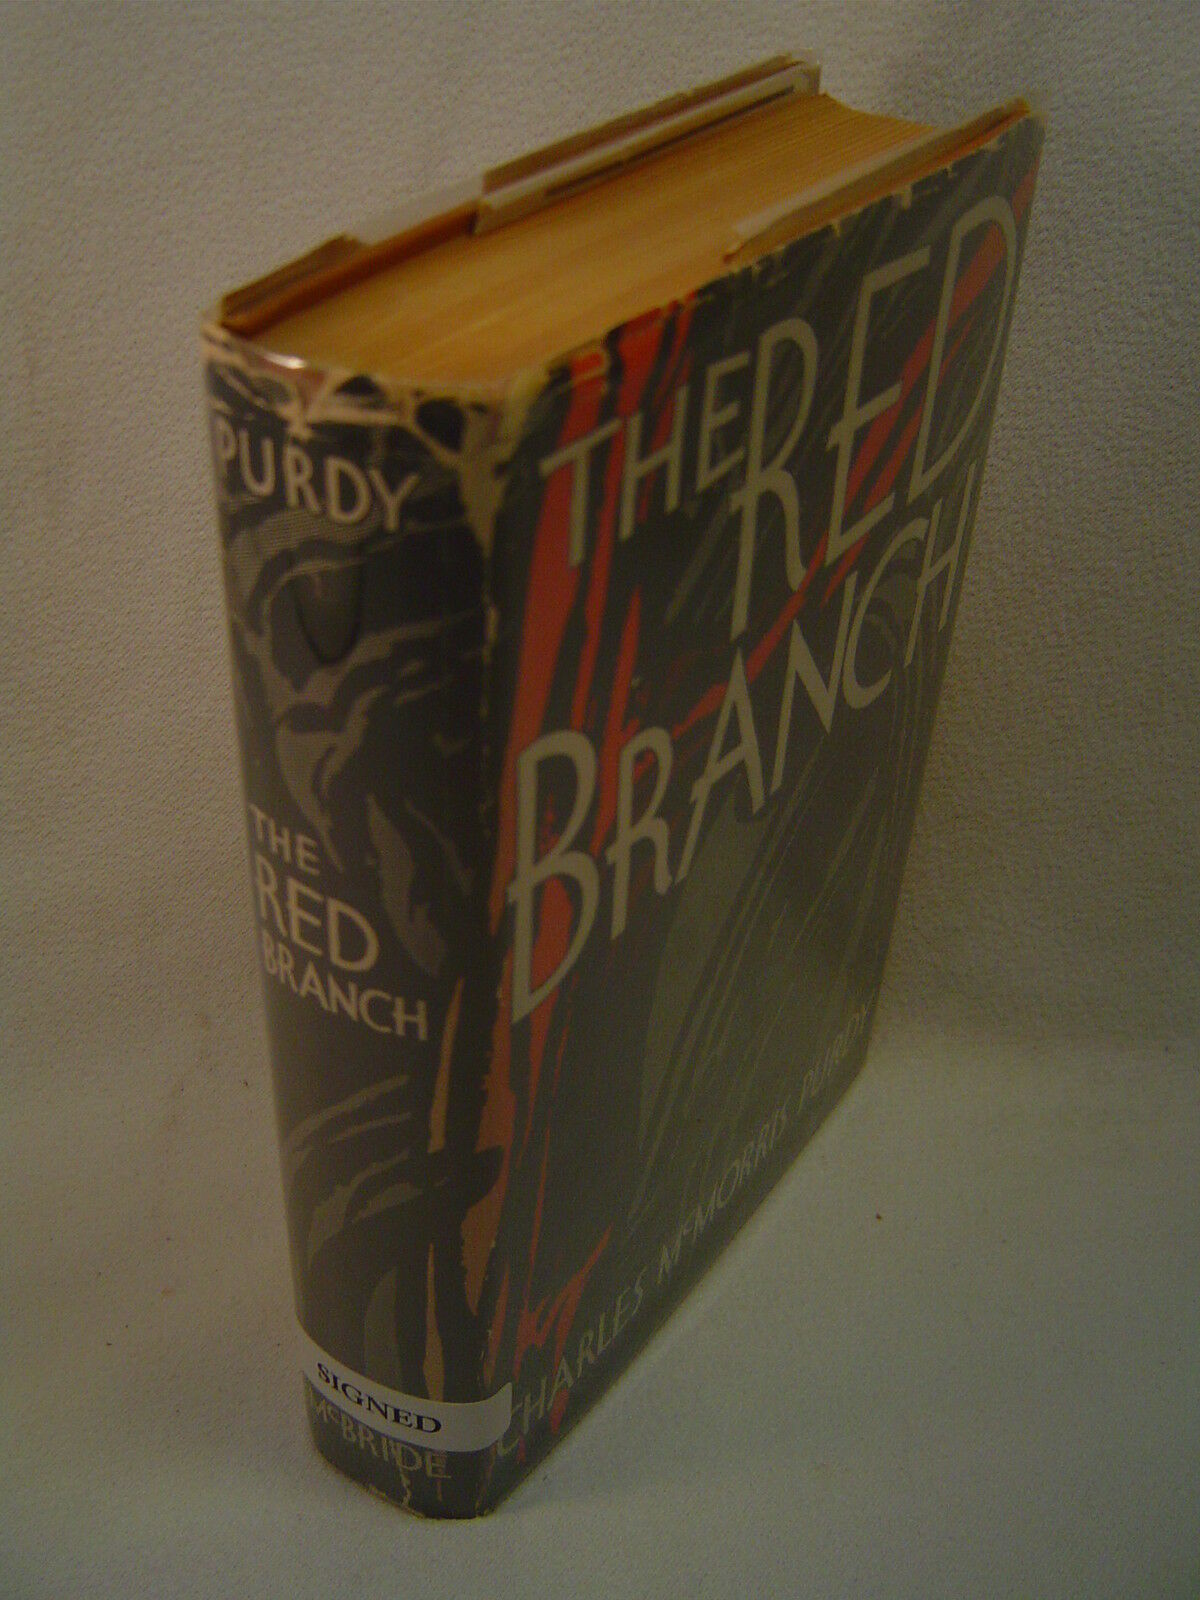 PURDY
THE
RED
BRANCH
SIGNED
McBRIDE
THE RED
BRANCH
CHARLES McMORRIS PURDY